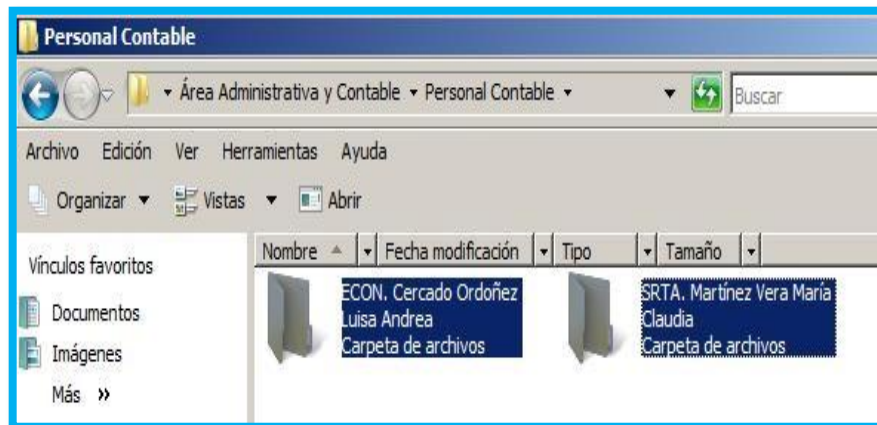 Personal Contable
Área Administrativa y Contable Personal Contable Buscar
Archivo Edición Ver Herramientas Ayuda
Organizar Vistas Abrir
Vínculos favoritos
Documentos
Imágenes
Más »
Nombre Fecha modificación Tipo Tamaño
ECON. Cercado Ordoñez
Luisa Andrea
Carpeta de archivos
SRTA. Martínez Vera María
Claudia
Carpeta de archivos